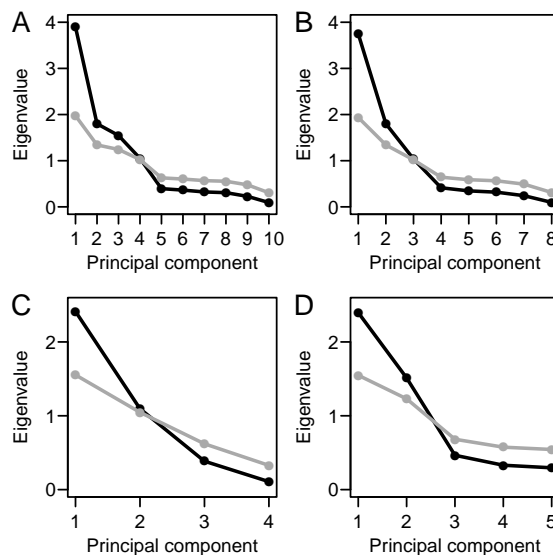 A
Eigenvalue
4
3
2
1
0
1 2 3 4 5 6 7 8 9 10
Principal component
B
Eigenvalue
4
3
2
1
0
1 2 3 4 5 6 7 8
Principal component
C
Eigenvalue
2
1
0
1 2 3 4
Principal component
D
Eigenvalue
2
1
0
1 2 3 4 5
Principal component